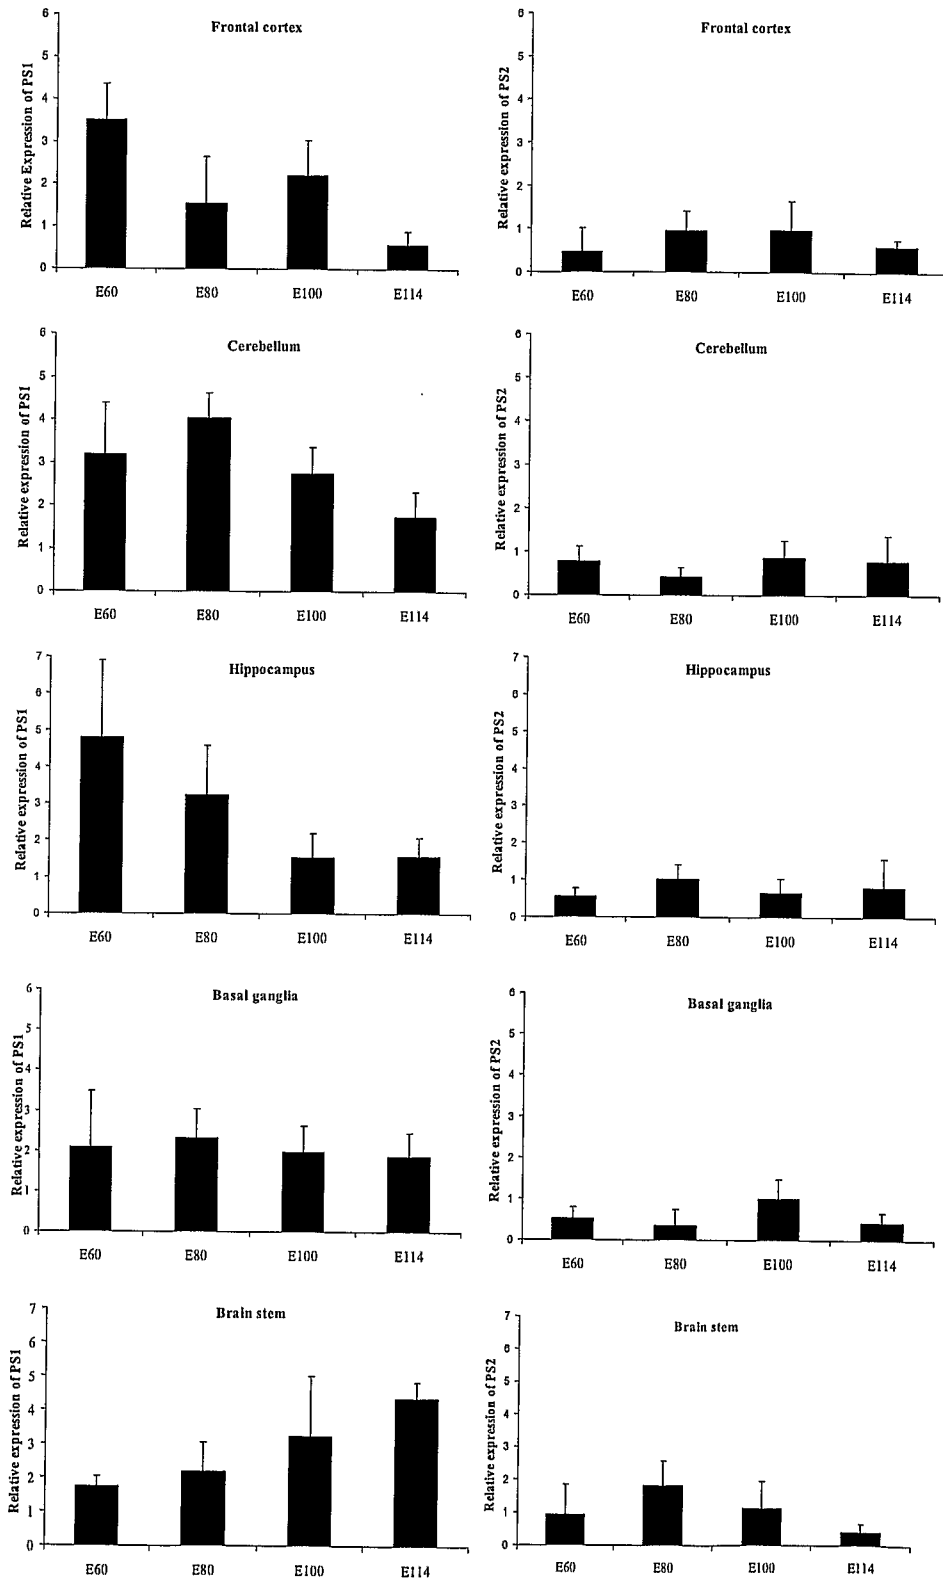 Frontal cortex
Relative Expression of PS1
6
5
4
3
2
1
0
E60 E80 E100 E114
Frontal cortex
Relative expression of PS2
6
5
4
3
2
1
0
E60 E80 E100 E114
Cerebellum
Relative expression of PS1
6
5
4
3
2
1
0
E60 E80 E100 E114
Cerebellum
Relative expression of PS2
6
5
4
3
2
1
0
E60 E80 E100 E114
Hippocampus
Relative expression of PS1
7
6
5
4
3
2
1
0
E60 E80 E100 E114
Hippocampus
Relative expression of PS2
7
6
5
4
3
2
1
0
E60 E80 E100 E114
Basal ganglia
Relative expression of PS1
6
5
4
3
2
1
0
E60 E80 E100 E114
Basal ganglia
Relative expression of PS2
6
5
4
3
2
1
0
E60 E80 E100 E114
Brain stem
Relative expression of PS1
7
6
5
4
3
2
1
0
E60 E80 E100 E114
Brain stem
Relative expression of PS2
7
6
5
4
3
2
1
0
E60 E80 E100 E114